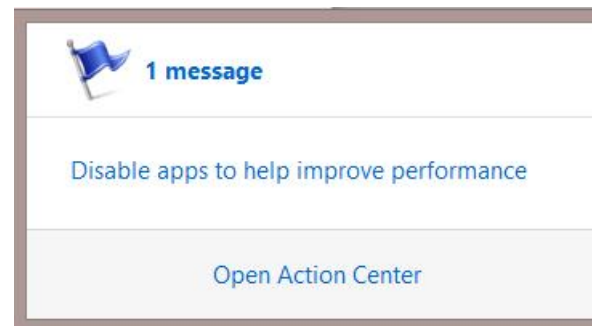 1 message
Disable apps to help improve performance
Open Action Center